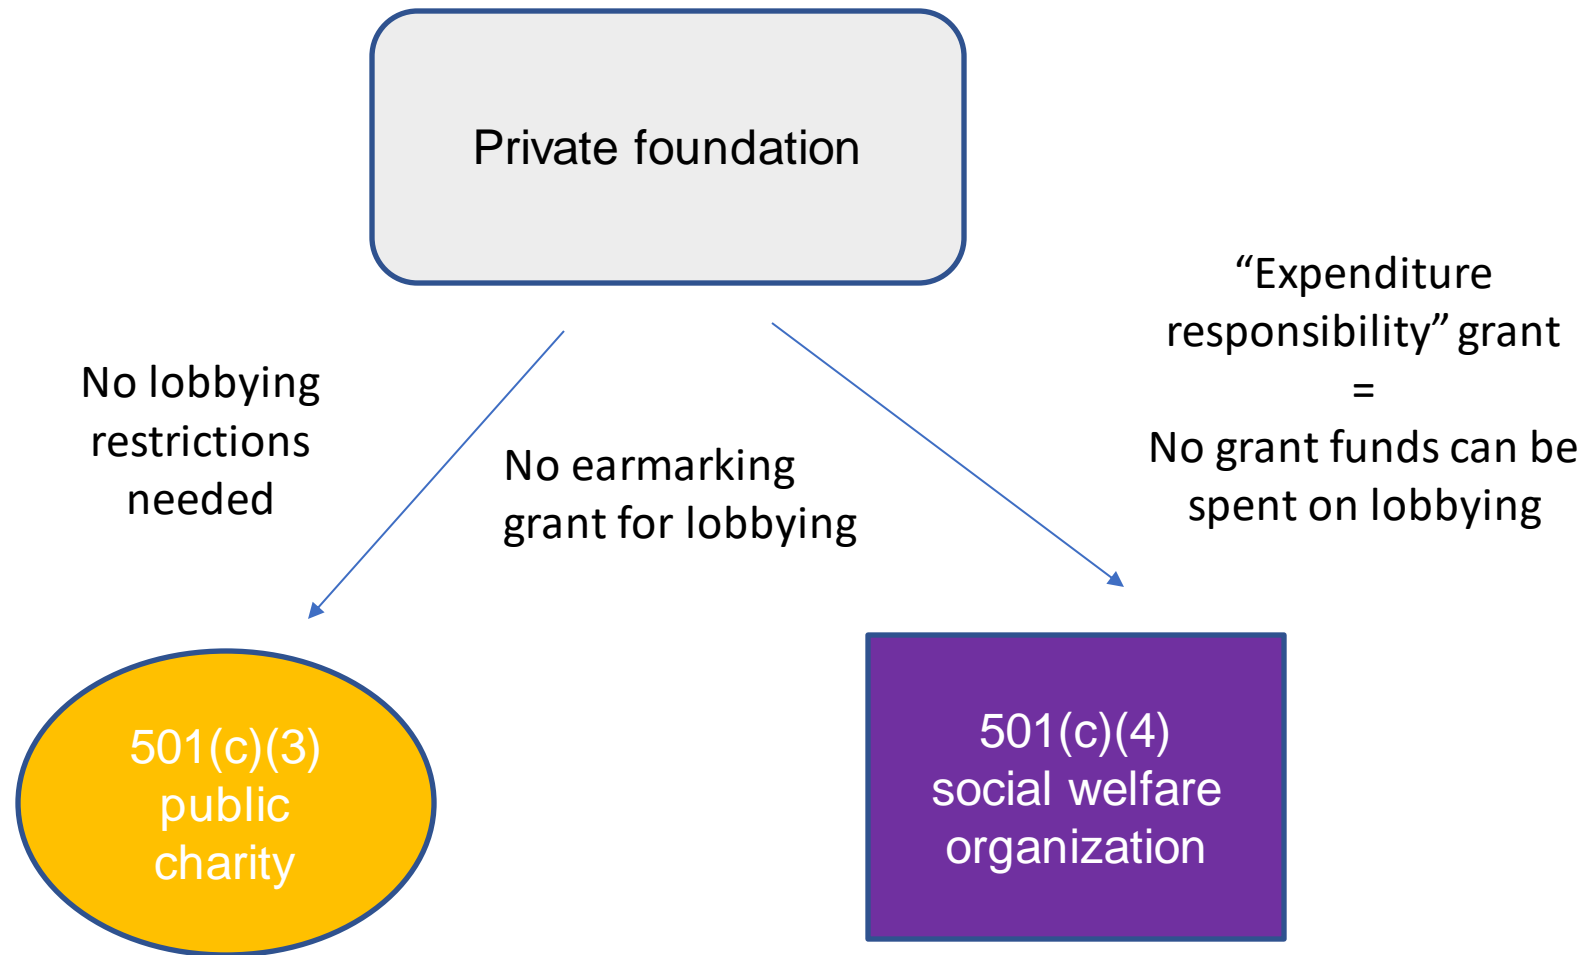 Private foundation
“Expenditure
responsibility” grant
=
No grant funds can be
spent on lobbying
No lobbying
restrictions
needed
No earmarking
grant for lobbying
501(c)(3)
public
charity
501(c)(4)
social welfare
organization